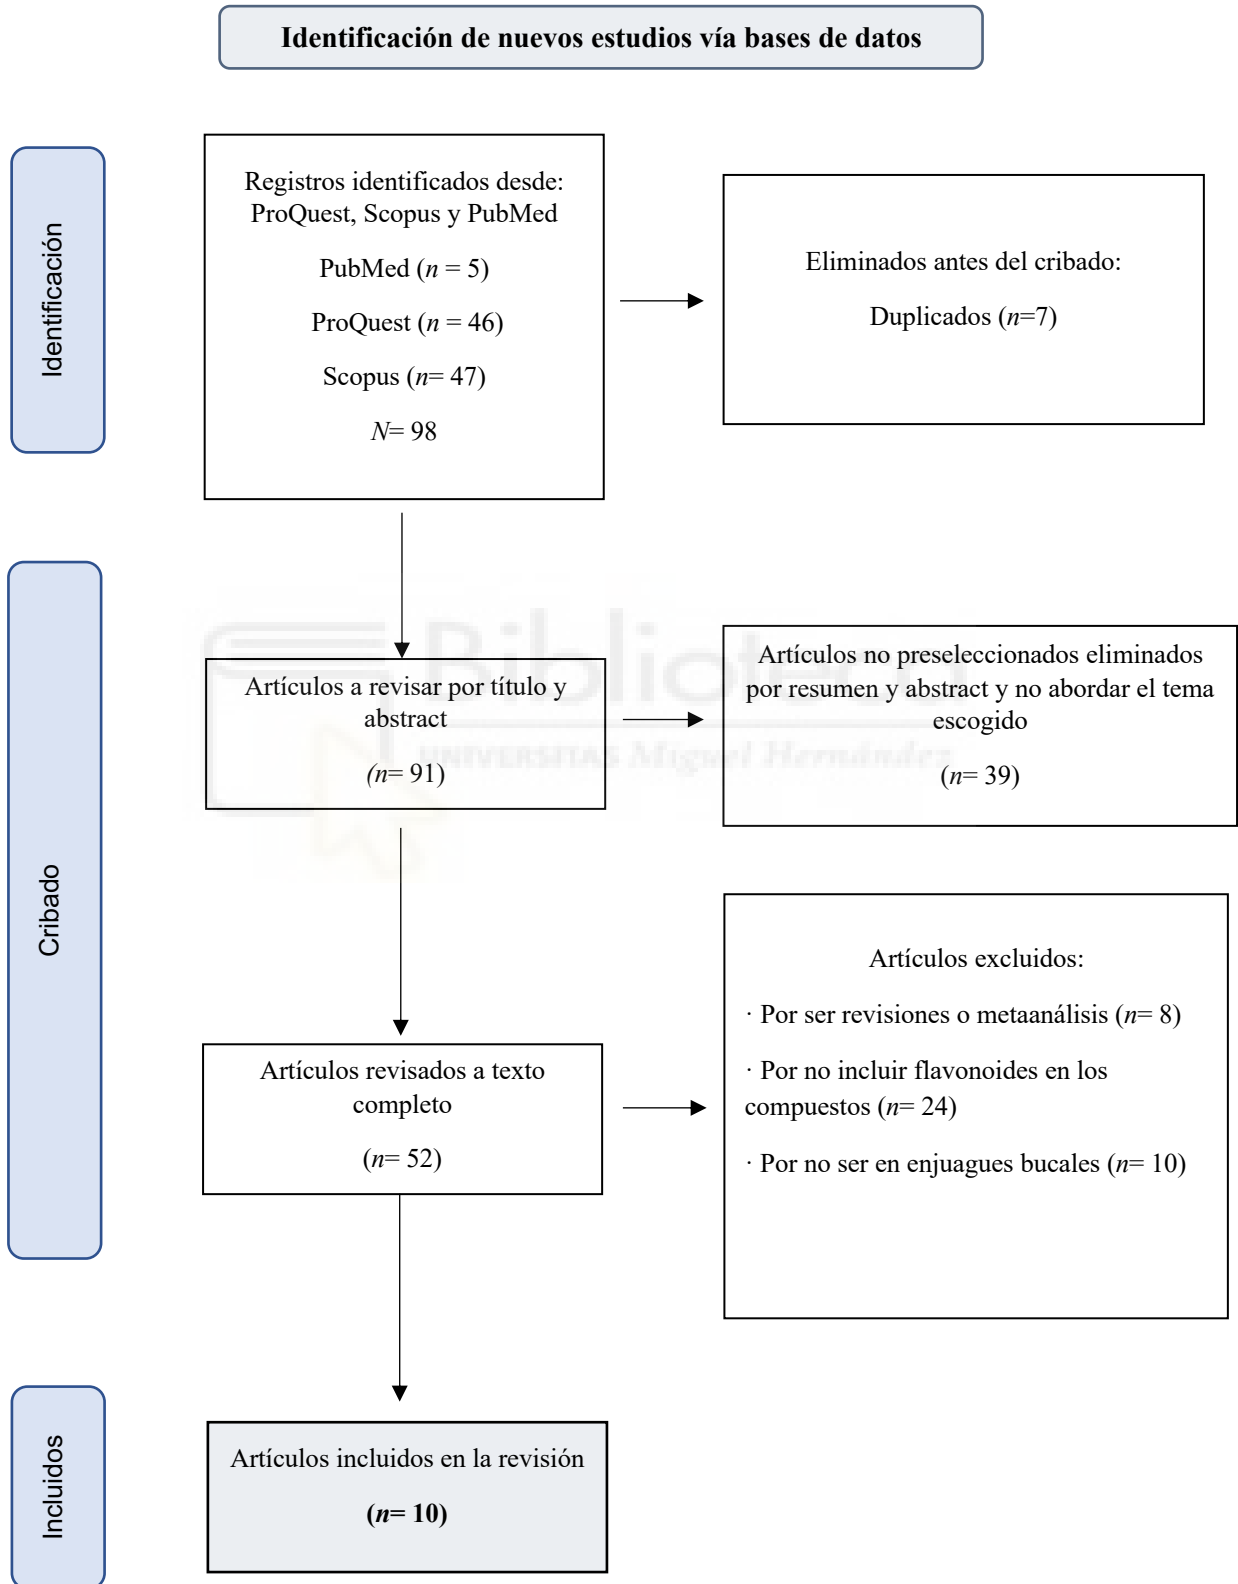 Identificación de nuevos estudios vía bases de datos
Identificación
Registros identificados desde:
ProQuest, Scopus y PubMed
PubMed (n = 5)
ProQuest (n = 46)
Scopus (n= 47)
N= 98
Eliminados antes del cribado:
Duplicados (n=7)
Cribado
Artículos a revisar por título y
abstract
(n= 91)
Artículos no preseleccionados eliminados
por resumen y abstract y no abordar el tema
escogido
(n= 39)
Biblioteca
UNIVERSITAS Miguel Hernández
Artículos revisados a texto
completo
(n= 52)
Artículos excluidos:
· Por ser revisiones o metaanálisis (n= 8)
· Por no incluir flavonoides en los
compuestos (n= 24)
· Por no ser en enjuagues bucales (n= 10)
Incluidos
Artículos incluidos en la revisión
(n= 10)